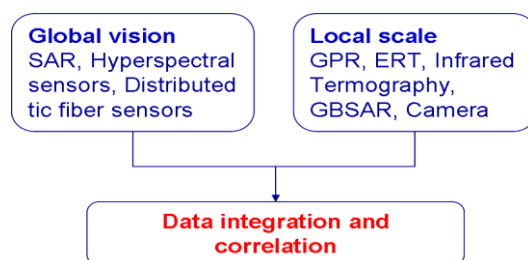 Global vision
SAR, Hyperspectral
sensors, Distributed
tic fiber sensors
Local scale
GPR, ERT, Infrared
Termography,
GBSAR, Camera
Data integration and
correlation